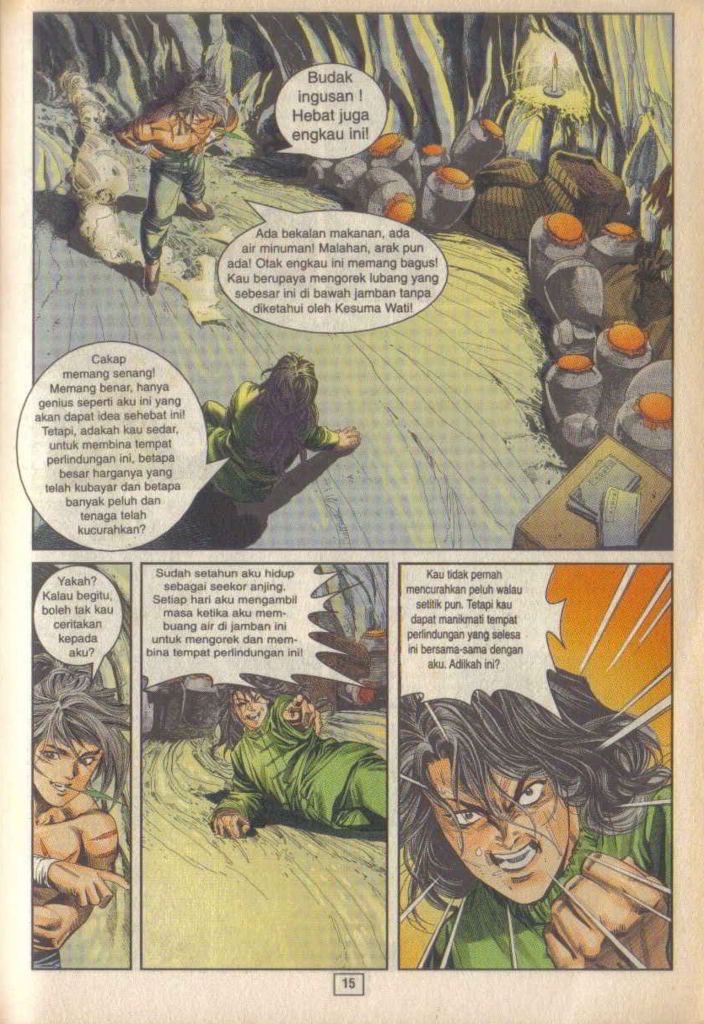 Budak
ingusan !
Hebat juga
engkau ini!
Ada bekalan makanan, ada
air minuman! Malahan, arak pun
ada! Otak engkau ini memang bagus!
Kau berupaya mengorek lubang yang
sebesar ini di bawah jamban tanpa
diketahui oleh Kesuma Wati!
Cakap
memang senang!
Memang benar, hanya
genius seperti aku ini yang
akan dapat idea sehebat ini!
Tetapi, adakah kau sedar,
untuk membina tempat
perlindungan ini, betapa
besar harganya yang
telah kubayar dan betapa
banyak peluh dan
tenaga telah
kucurahkan?
Yakah?
Kalau begitu,
boleh tak kau
ceritakan
kepada
aku?
Sudah setahun aku hidup
sebagai seekor anjing.
Setiap hari aku mengambil
masa ketika aku mem-
buang air di jamban ini
untuk mengorek dan mem-
bina tempat perlindungan ini!
Kau tidak pernah
mencurahkan peluh walau
setitik pun. Tetapi kau
dapat manikmati tempat
perlindungan yang selesa
ini bersama-sama dengan
aku. Adilkah ini?
15